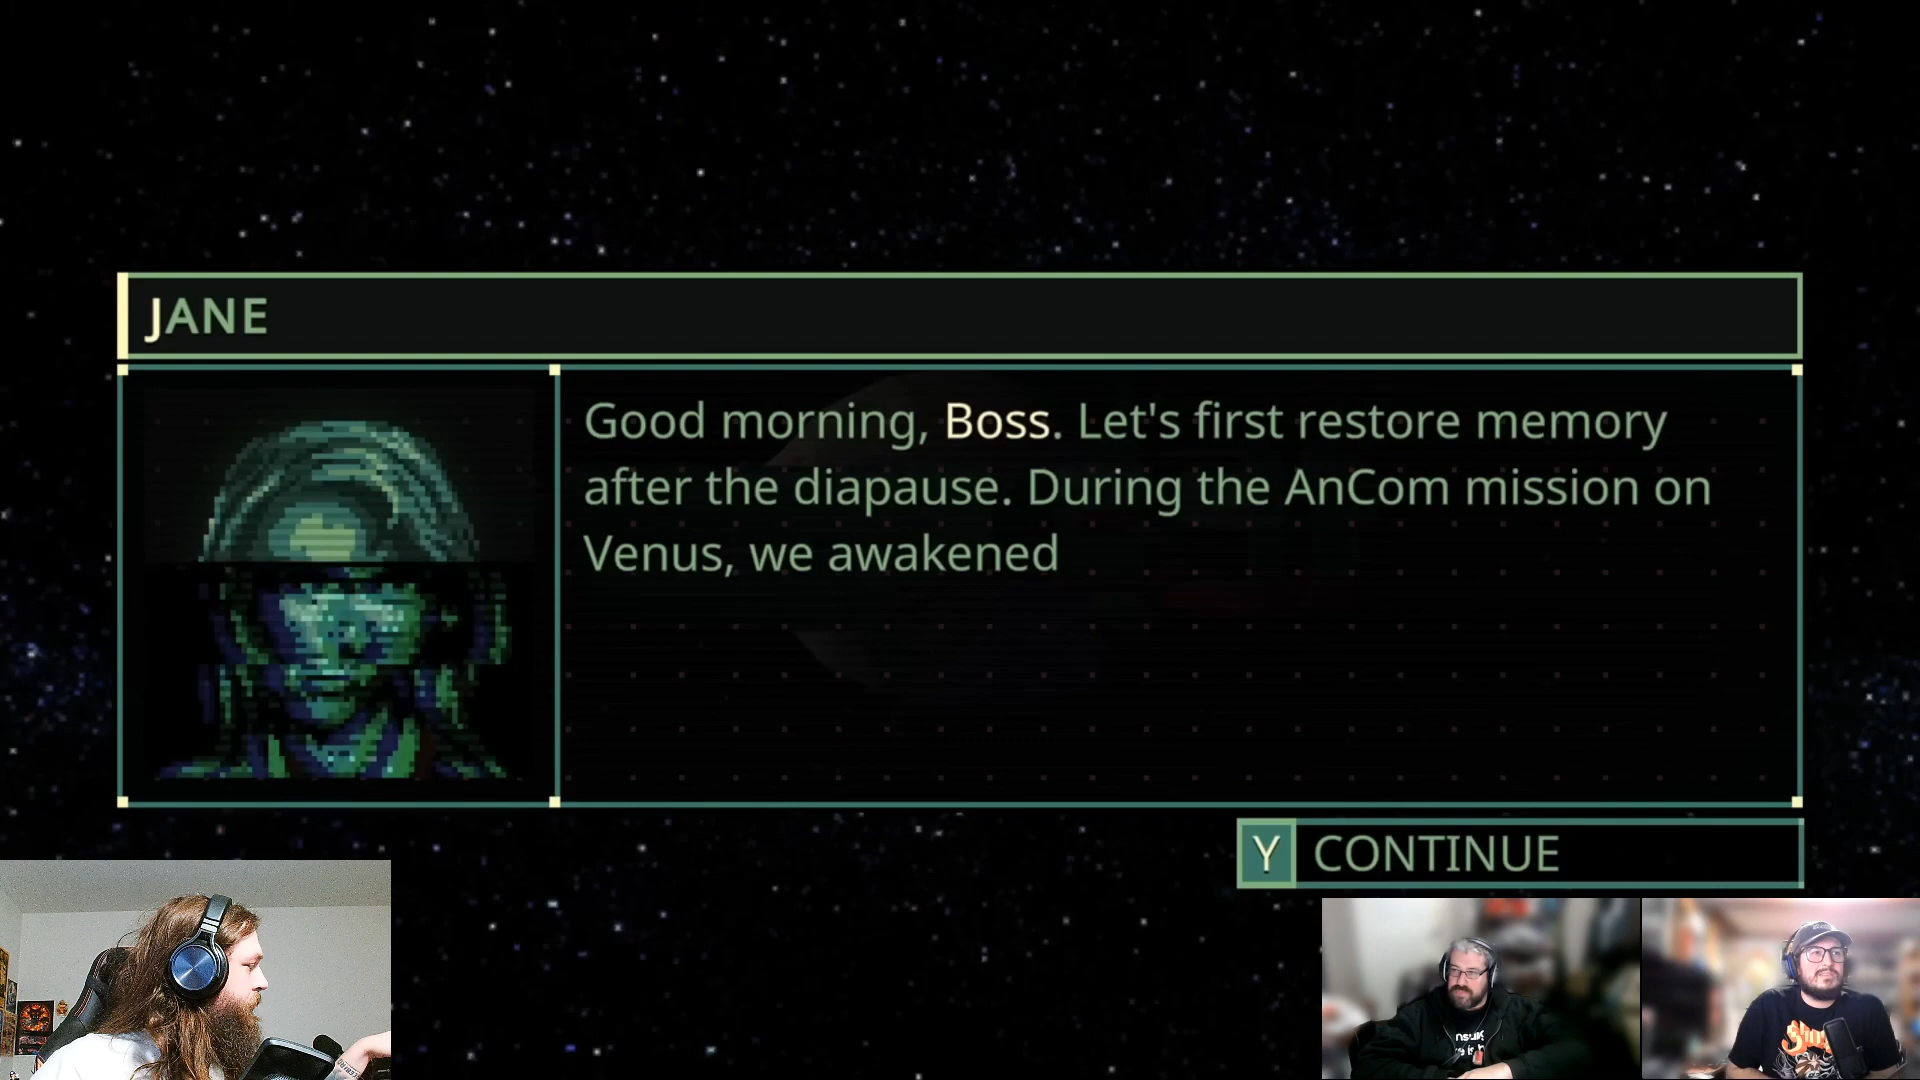 JANE
Good morning, Boss. Let's first restore memory
after the diapause. During the AnCom mission on
Venus, we awakened
Y CONTINUE